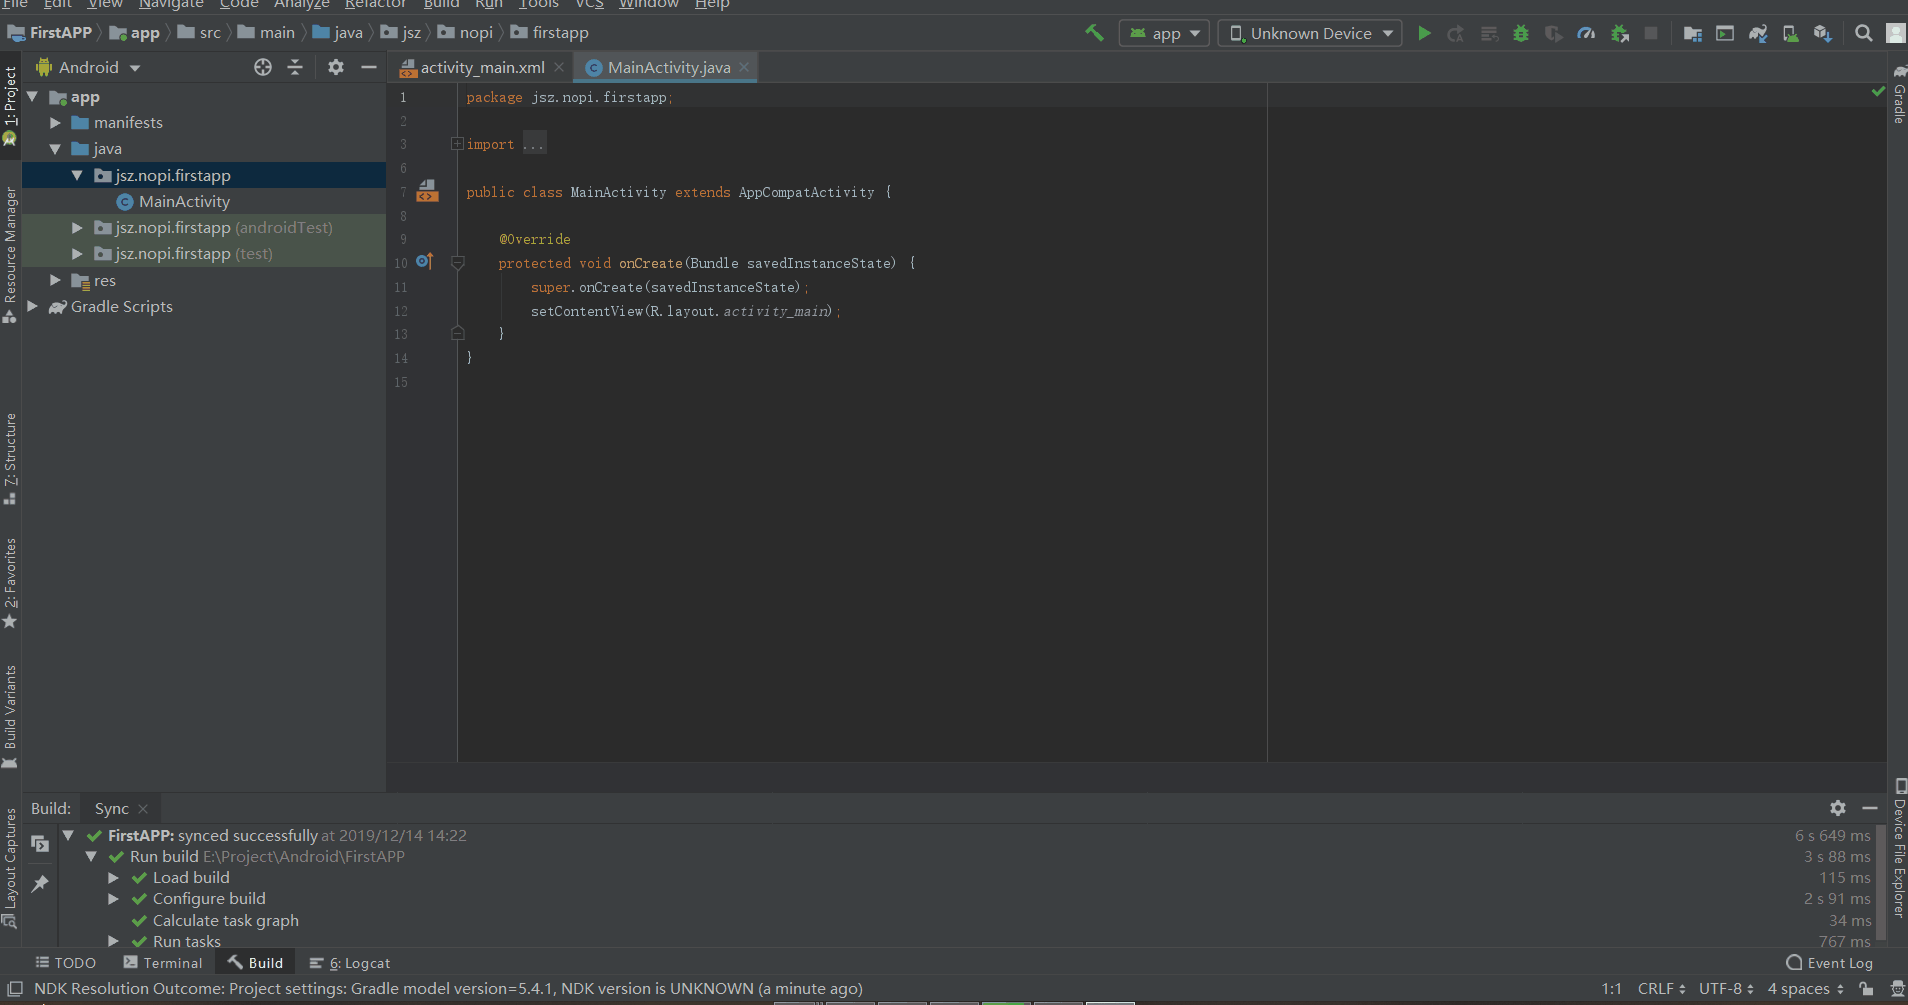 File Edit View Navigate Code Analyze Refactor Build Run Tools VCS Window Help
FirstAPP app src main java jsz nopi firstapp app Unknown Device
Android
activity_main.xml MainActivity.java
app
manifests
java
jsz.nopi.firstapp
MainActivity
jsz.nopi.firstapp (androidTest)
jsz.nopi.firstapp (test)
res
Gradle Scripts
1: Project
Resource Manager
7: Structure
2: Favorites
Build Variants
Layout Captures
1 package jsz.nopi.firstapp;
2
3 import ...
6
7 public class MainActivity extends AppCompatActivity {
8
9 @Override
10 protected void onCreate(Bundle savedInstanceState) {
11 super.onCreate(savedInstanceState);
12 setContentView(R.layout.activity_main);
13 }
14 }
15
Gradle
Device File Explorer
Build: Sync
FirstAPP: synced successfully at 2019/12/14 14:22 6 s 649 ms
Run build E:\Project\Android\FirstAPP 3 s 88 ms
Load build 115 ms
Configure build 2 s 91 ms
Calculate task graph 34 ms
Run tasks 767 ms
TODO Terminal Build 6: Logcat Event Log
NDK Resolution Outcome: Project settings: Gradle model version=5.4.1, NDK version is UNKNOWN (a minute ago) 1:1 CRLF UTF-8 4 spaces